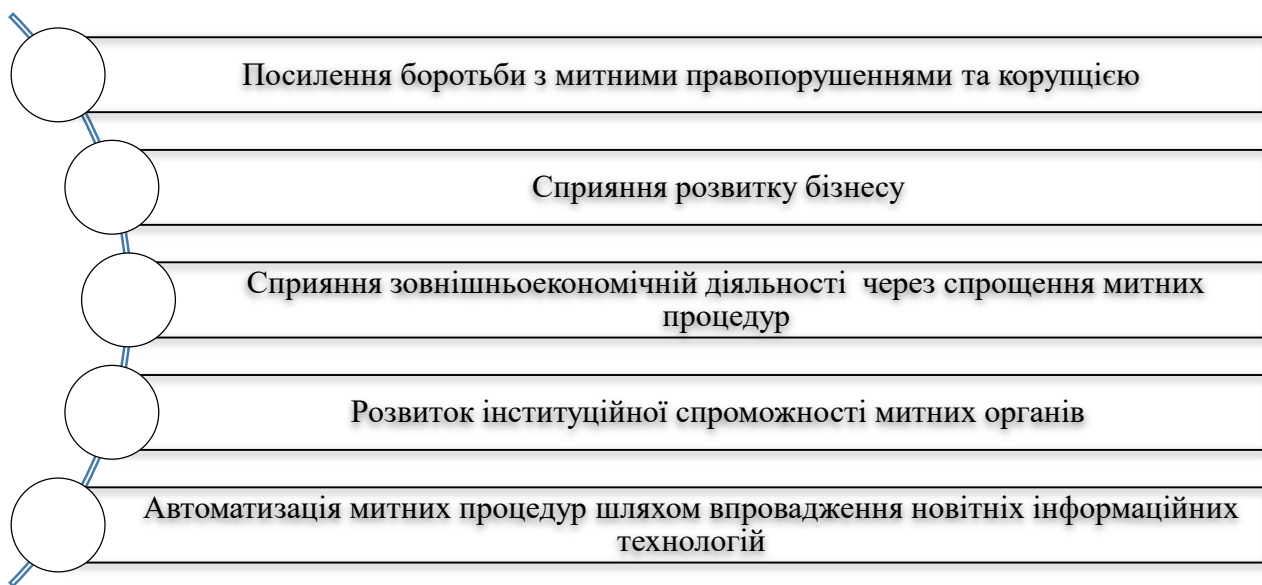 Посилення боротьби з митними правопорушеннями та корупцією
Сприяння розвитку бізнесу
Сприяння зовнішньоекономічній діяльності  через спрощення митних
процедур
Розвиток інституційної спроможності митних органів
Автоматизація митних процедур шляхом впровадження новітніх інформаційних
технологій